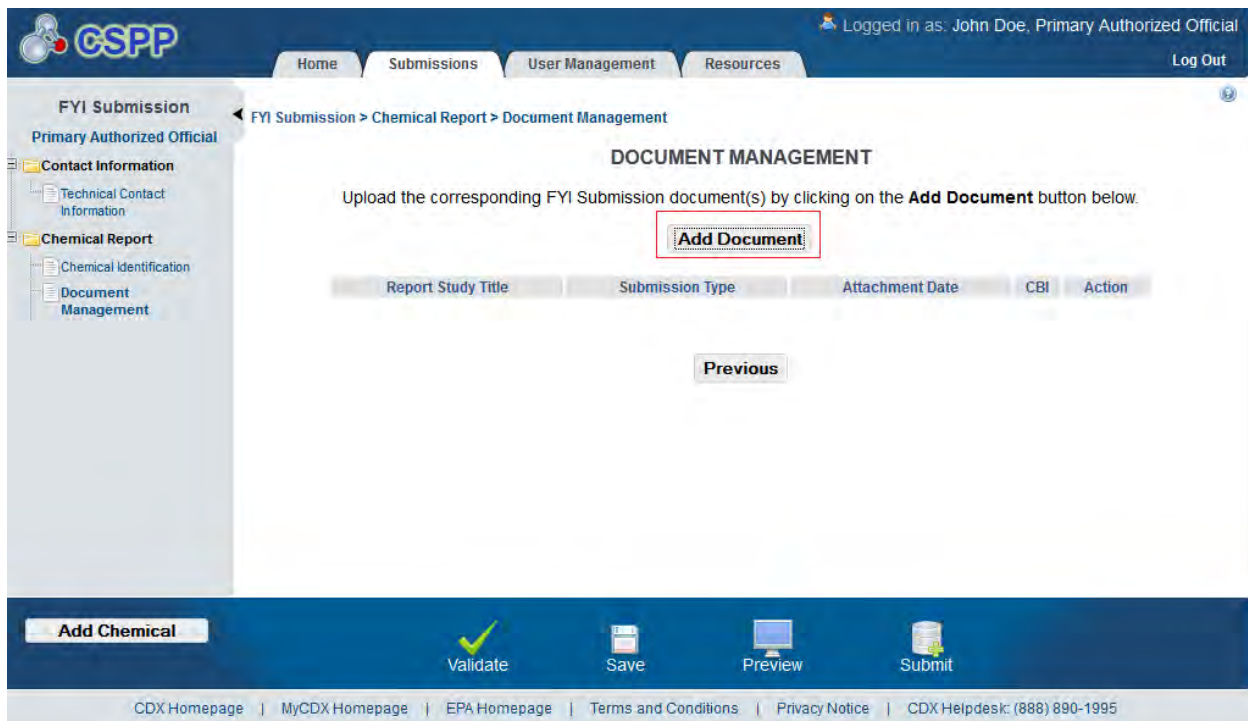 CSPP
Logged in as: John Doe, Primary Authorized Official
Home Submissions User Management Resources
Log Out
FYI Submission
Primary Authorized Official
Contact Information
Technical Contact
Information
Chemical Report
Chemical Identification
Document
Management
FYI Submission > Chemical Report > Document Management
DOCUMENT MANAGEMENT
Upload the corresponding FYI Submission document(s) by clicking on the Add Document button below.
Add Document
Report Study Title Submission Type Attachment Date CBI Action
Previous
Add Chemical
Validate Save Preview Submit
CDX Homepage | MyCDX Homepage | EPA Homepage | Terms and Conditions | Privacy Notice | CDX Helpdesk: (888) 890-1995